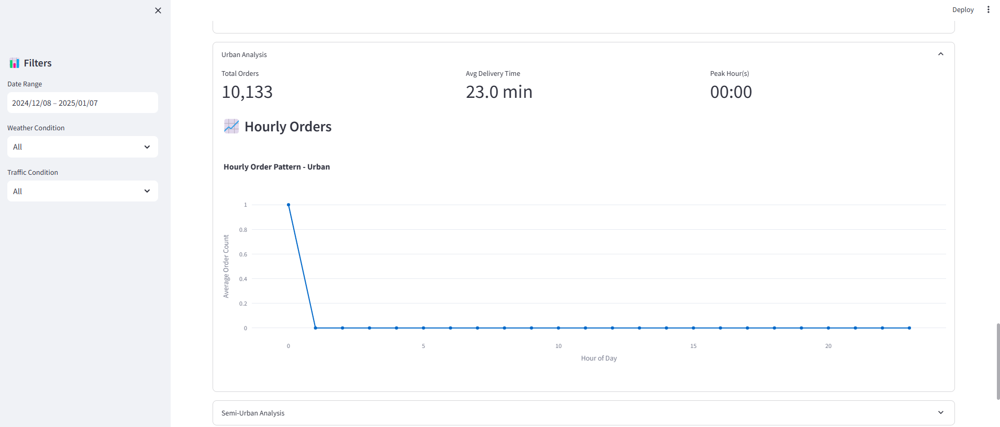 Deploy
Filters
Date Range
2024/12/08 – 2025/01/07
Weather Condition
All
Traffic Condition
All
Urban Analysis
Total Orders
10,133
Avg Delivery Time
23.0 min
Peak Hour(s)
00:00
Hourly Orders
Hourly Order Pattern - Urban
Average Order Count
1
0.8
0.6
0.4
0.2
0
0 5 10 15 20
Hour of Day
Semi-Urban Analysis